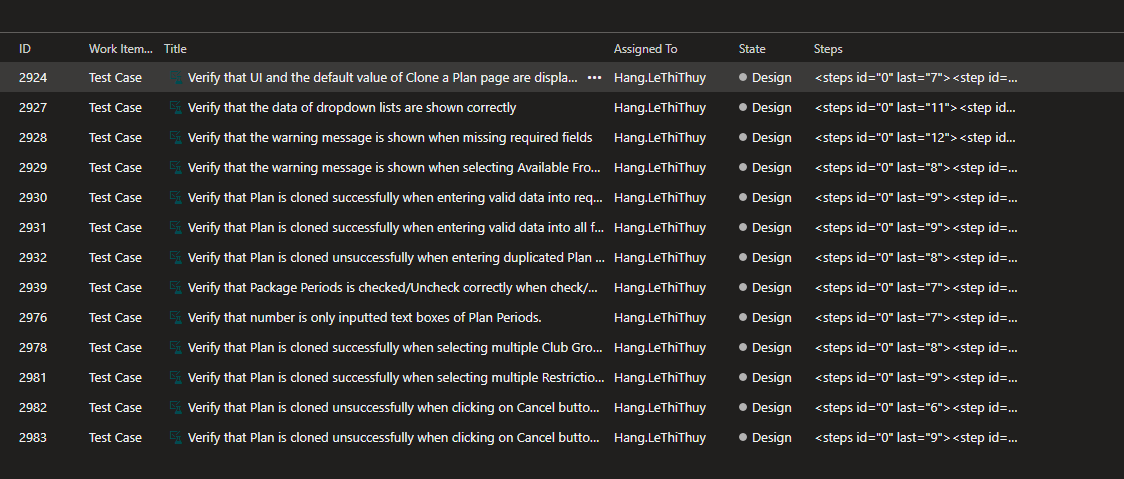 ID Work Item... Title Assigned To State Steps
2924 Test Case Verify that UI and the default value of Clone a Plan page are displa... ••• Hang.LeThiThuy Design <steps id="0" last="7"><step id=...
2927 Test Case Verify that the data of dropdown lists are shown correctly Hang.LeThiThuy Design <steps id="0" last="11"><step id...
2928 Test Case Verify that the warning message is shown when missing required fields Hang.LeThiThuy Design <steps id="0" last="12"><step id...
2929 Test Case Verify that the warning message is shown when selecting Available Fro... Hang.LeThiThuy Design <steps id="0" last="8"><step id=...
2930 Test Case Verify that Plan is cloned successfully when entering valid data into req... Hang.LeThiThuy Design <steps id="0" last="9"><step id=...
2931 Test Case Verify that Plan is cloned successfully when entering valid data into all f... Hang.LeThiThuy Design <steps id="0" last="9"><step id=...
2932 Test Case Verify that Plan is cloned unsuccessfully when entering duplicated Plan ... Hang.LeThiThuy Design <steps id="0" last="8"><step id=...
2939 Test Case Verify that Package Periods is checked/Uncheck correctly when check/... Hang.LeThiThuy Design <steps id="0" last="7"><step id=...
2976 Test Case Verify that number is only inputted text boxes of Plan Periods. Hang.LeThiThuy Design <steps id="0" last="7"><step id=...
2978 Test Case Verify that Plan is cloned successfully when selecting multiple Club Gro... Hang.LeThiThuy Design <steps id="0" last="8"><step id=...
2981 Test Case Verify that Plan is cloned successfully when selecting multiple Restrictio... Hang.LeThiThuy Design <steps id="0" last="9"><step id=...
2982 Test Case Verify that Plan is cloned unsuccessfully when clicking on Cancel butto... Hang.LeThiThuy Design <steps id="0" last="6"><step id=...
2983 Test Case Verify that Plan is cloned unsuccessfully when clicking on Cancel butto... Hang.LeThiThuy Design <steps id="0" last="9"><step id=...